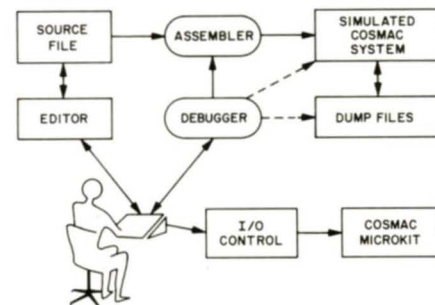 SOURCE
FILE
ASSEMBLER
SIMULATED
COSMAC
SYSTEM
EDITOR
DEBUGGER
DUMP FILES
I/O
CONTROL
COSMAC
MICROKIT